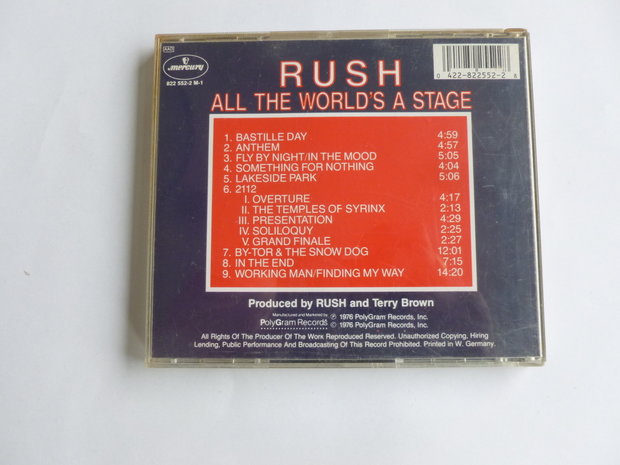 AAD
mercury
822 552-2 M-1
0 422-822552-2 8
RUSH
ALL THE WORLD'S A STAGE
1. BASTILLE DAY 4:59
2. ANTHEM 4:57
3. FLY BY NIGHT/IN THE MOOD 5:05
4. SOMETHING FOR NOTHING 4:04
5. LAKESIDE PARK 5:06
6. 2112
I. OVERTURE 4:17
II. THE TEMPLES OF SYRINX 2:13
III. PRESENTATION 4:29
IV. SOLILOQUY 2:25
V. GRAND FINALE 2:27
7. BY-TOR & THE SNOW DOG 12:01
8. IN THE END 7:15
9. WORKING MAN/FINDING MY WAY 14:20
Produced by RUSH and Terry Brown
Manufactured and Marketed by
PolyGram Records
℗ 1976 PolyGram Records, Inc.
© 1976 PolyGram Records, Inc.
All Rights Of The Producer Of The Work Reproduced Reserved. Unauthorized Copying, Hiring
Lending, Public Performance And Broadcasting Of This Record Prohibited. Printed in W. Germany.